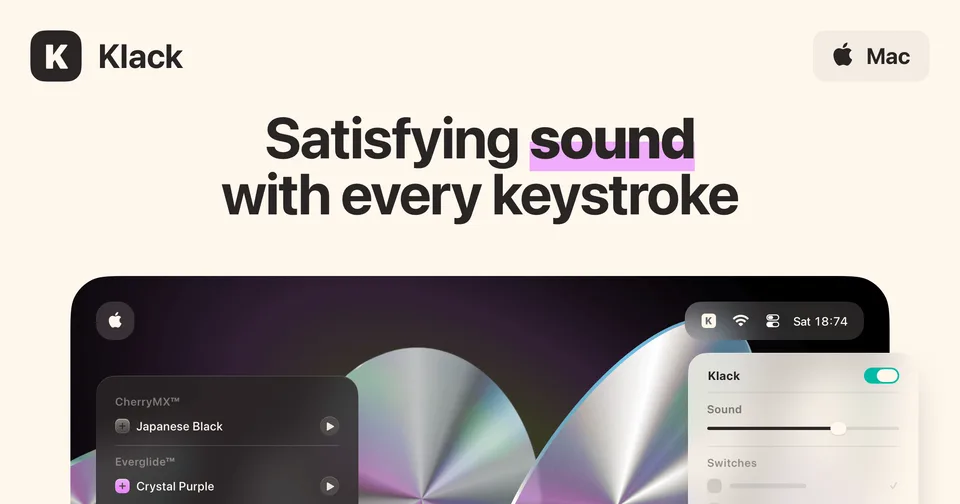 K Klack
Mac
Satisfying sound
with every keystroke
K Sat 18:74
CherryMX™
Japanese Black
Everglide™
Crystal Purple
Klack
Sound
Switches